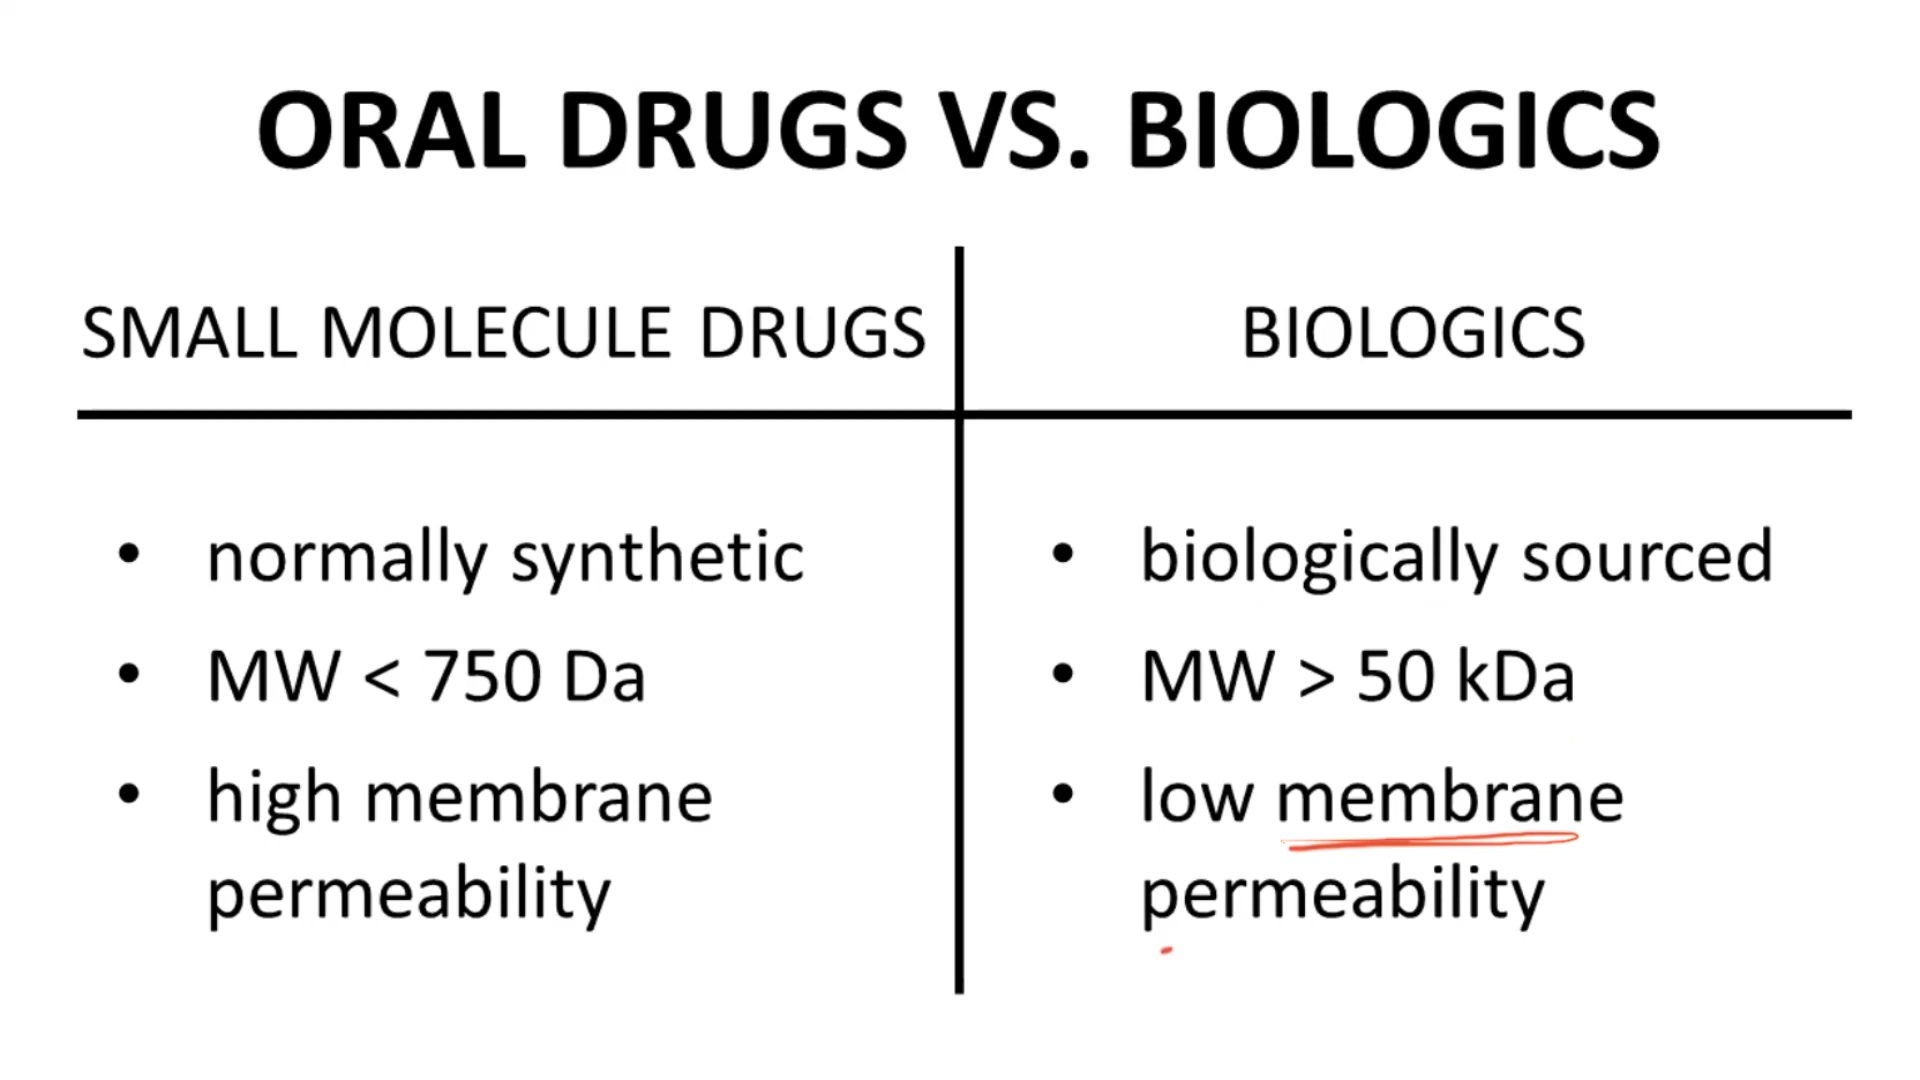 ORAL DRUGS VS. BIOLOGICS
SMALL MOLECULE DRUGS
• normally synthetic
• MW < 750 Da
• high membrane
permeability
BIOLOGICS
• biologically sourced
• MW > 50 kDa
• low membrane
permeability